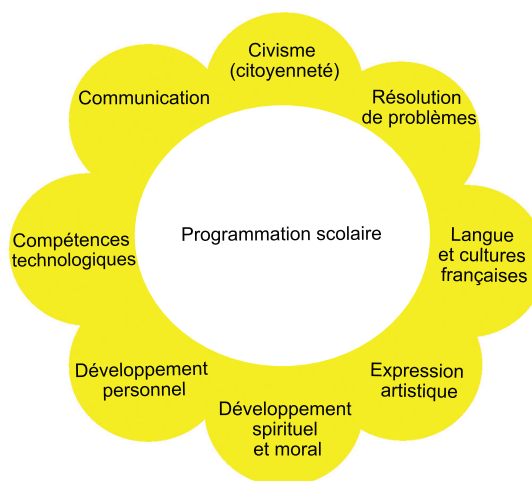 Civisme
(citoyenneté)
Communication
Résolution
de problèmes
Programmation scolaire
Compétences
technologiques
Langue
et cultures
françaises
Développement
personnel
Expression
artistique
Développement
spirituel
et moral